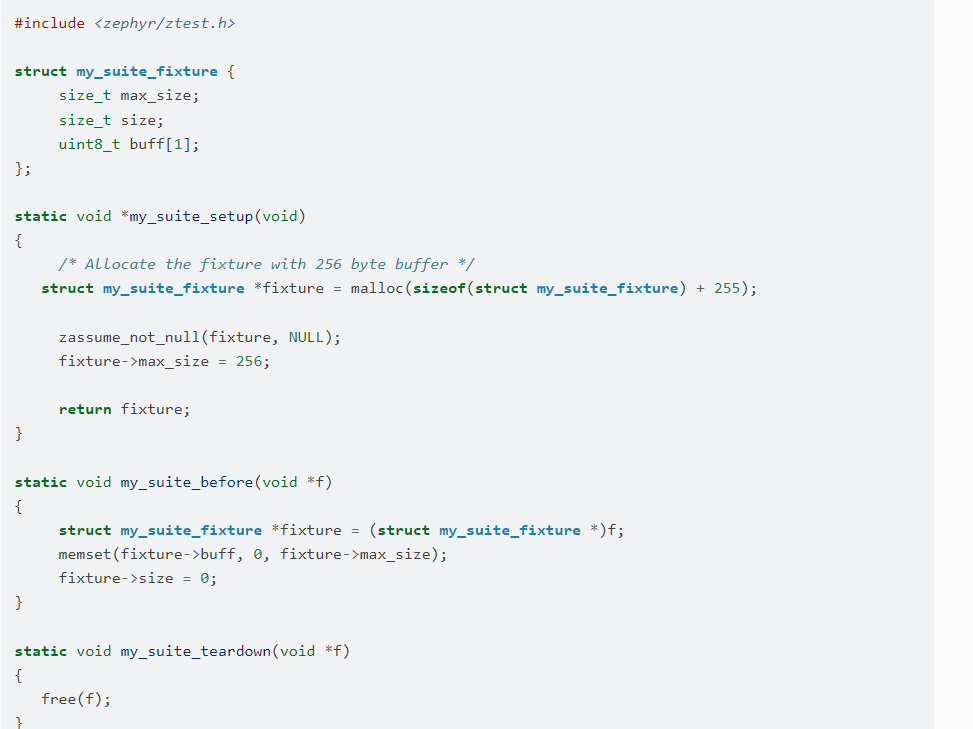 #include <zephyr/ztest.h>
struct my_suite_fixture {
size_t max_size;
size_t size;
uint8_t buff[1];
};
static void *my_suite_setup(void)
{
/* Allocate the fixture with 256 byte buffer */
struct my_suite_fixture *fixture = malloc(sizeof(struct my_suite_fixture) + 255);
zassume_not_null(fixture, NULL);
fixture->max_size = 256;
return fixture;
}
static void my_suite_before(void *f)
{
struct my_suite_fixture *fixture = (struct my_suite_fixture *)f;
memset(fixture->buff, 0, fixture->max_size);
fixture->size = 0;
}
static void my_suite_teardown(void *f)
{
free(f);
}